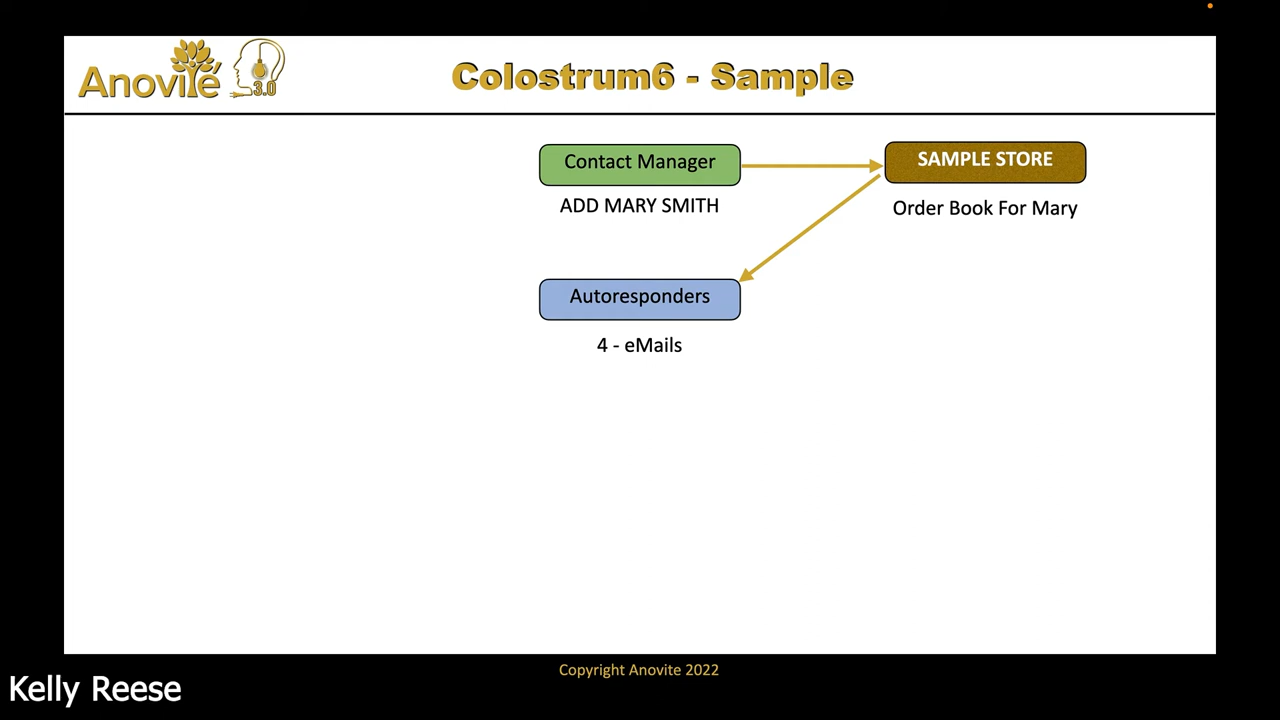 Anovite 3.0
Colostrum6 - Sample
Contact Manager
SAMPLE STORE
ADD MARY SMITH
Order Book For Mary
Autoresponders
4 - eMails
Copyright Anovite 2022
Kelly Reese